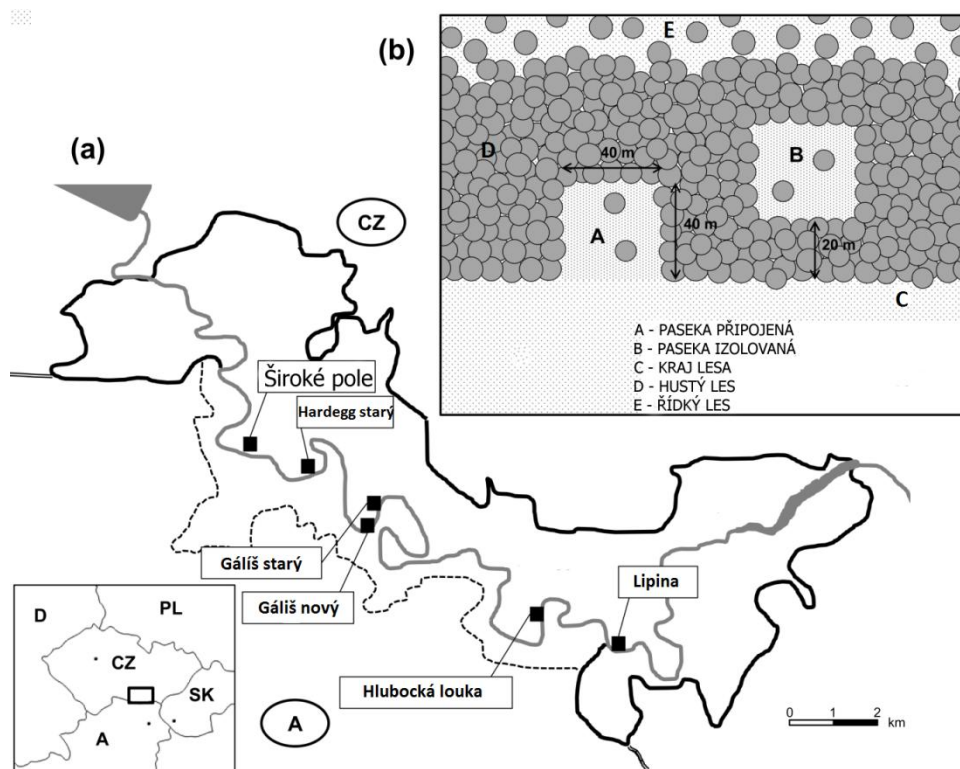 (b)
E
D
40 m
B
A
40 m
20 m
C
A - PASEKA PŘIPOJENÁ
B - PASEKA IZOLOVANÁ
C - KRAJ LESA
D - HUSTÝ LES
E - ŘÍDKÝ LES
(a)
CZ
Široké pole
Hardegg starý
Gálíš starý
Gáliš nový
Lipina
Hlubocká louka
D
PL
CZ
SK
A
A
0 1 2
km